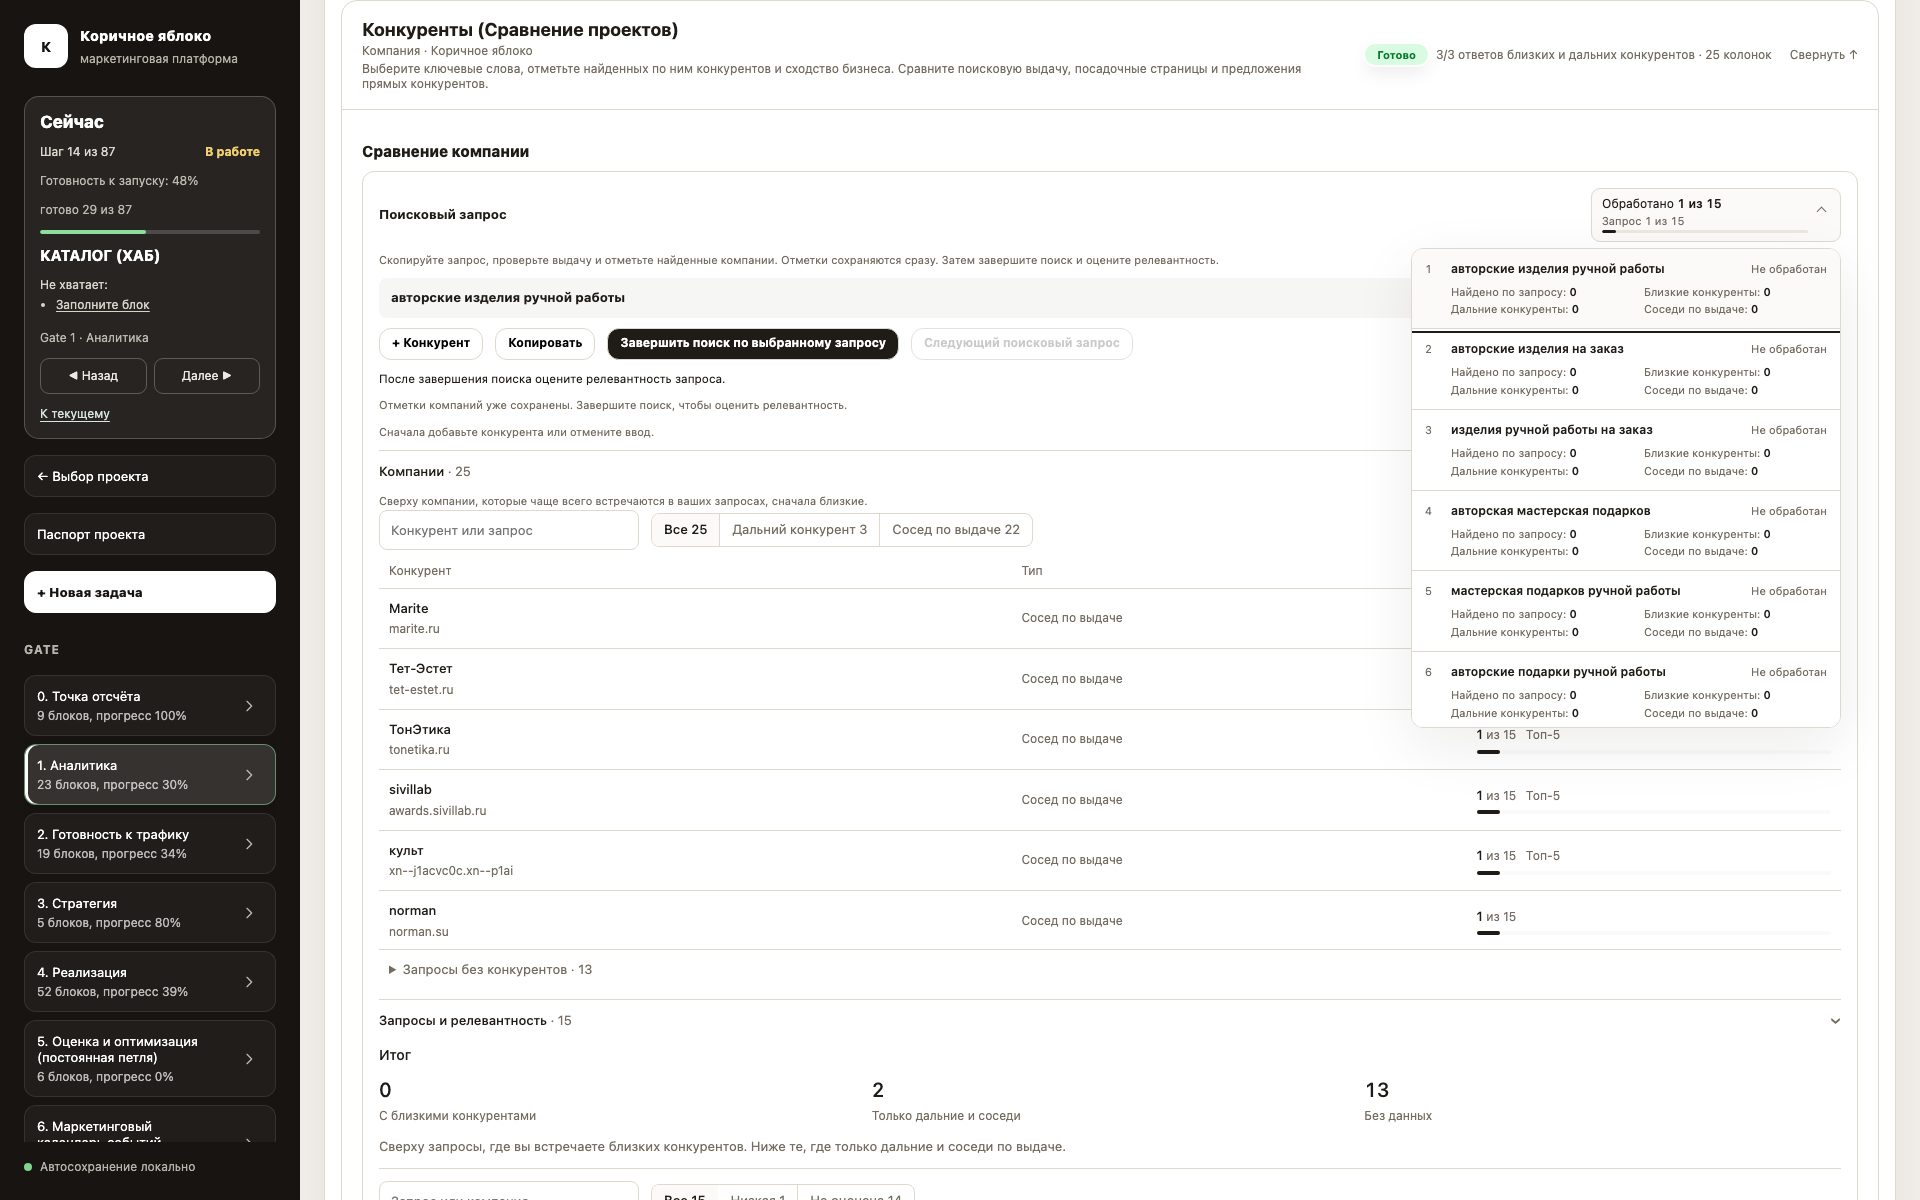 К
Коричное яблоко
маркетинговая платформа
Сейчас
Шаг 14 из 87
В работе
Готовность к запуску: 48%
готово 29 из 87
КАТАЛОГ (ХАБ)
Не хватает:
• Заполните блок
Gate 1 · Аналитика
◀ Назад
Далее ▶
К текущему
← Выбор проекта
Паспорт проекта
+ Новая задача
GATE
0. Точка отсчёта
9 блоков, прогресс 100%
1. Аналитика
23 блоков, прогресс 30%
2. Готовность к трафику
19 блоков, прогресс 34%
3. Стратегия
5 блоков, прогресс 80%
4. Реализация
52 блоков, прогресс 39%
5. Оценка и оптимизация
(постоянная петля)
6 блоков, прогресс 0%
6. Маркетинговый
календарь событий
Автосохранение локально
Конкуренты (Сравнение проектов)
Компания · Коричное яблоко
Выберите ключевые слова, отметьте найденных по ним конкурентов и сходство бизнеса. Сравните поисковую выдачу, посадочные страницы и предложения
прямых конкурентов.
Готово
3/3 ответов близких и дальних конкурентов · 25 колонок
Свернуть ↑
Сравнение компании
Поисковый запрос
Обработано 1 из 15
Запрос 1 из 15
Скопируйте запрос, проверьте выдачу и отметьте найденные компании. Отметки сохраняются сразу. Затем завершите поиск и оцените релевантность.
авторские изделия ручной работы
+ Конкурент
Копировать
Завершить поиск по выбранному запросу
Следующий поисковый запрос
После завершения поиска оцените релевантность запроса.
Отметки компаний уже сохранены. Завершите поиск, чтобы оценить релевантность.
Сначала добавьте конкурента или отмените ввод.
1 авторские изделия ручной работы Не обработан
Найдено по запросу: 0 Близкие конкуренты: 0
Дальние конкуренты: 0 Соседи по выдаче: 0
2 авторские изделия на заказ Не обработан
Найдено по запросу: 0 Близкие конкуренты: 0
Дальние конкуренты: 0 Соседи по выдаче: 0
3 изделия ручной работы на заказ Не обработан
Найдено по запросу: 0 Близкие конкуренты: 0
Дальние конкуренты: 0 Соседи по выдаче: 0
4 авторская мастерская подарков Не обработан
Найдено по запросу: 0 Близкие конкуренты: 0
Дальние конкуренты: 0 Соседи по выдаче: 0
5 мастерская подарков ручной работы Не обработан
Найдено по запросу: 0 Близкие конкуренты: 0
Дальние конкуренты: 0 Соседи по выдаче: 0
6 авторские подарки ручной работы Не обработан
Найдено по запросу: 0 Близкие конкуренты: 0
Дальние конкуренты: 0 Соседи по выдаче: 0
Компании · 25
Сверху компании, которые чаще всего встречаются в ваших запросах, сначала близкие.
Конкурент или запрос
Все 25
Дальний конкурент 3
Сосед по выдаче 22
Конкурент
Тип
Marite
marite.ru
Сосед по выдаче
Тет-Эстет
tet-estet.ru
Сосед по выдаче
ТонЭтика
tonetika.ru
Сосед по выдаче
1 из 15 Топ-5
sivillab
awards.sivillab.ru
Сосед по выдаче
1 из 15 Топ-5
культ
xn--j1acvc0c.xn--p1ai
Сосед по выдаче
1 из 15 Топ-5
norman
norman.su
Сосед по выдаче
1 из 15
▶ Запросы без конкурентов · 13
Запросы и релевантность · 15
Итог
0
С близкими конкурентами
2
Только дальние и соседи
13
Без данных
Сверху запросы, где вы встречаете близких конкурентов. Ниже те, где только дальние и соседи по выдаче.
Запрос или компания
Все 15
Низкая 1
Не оценена 14